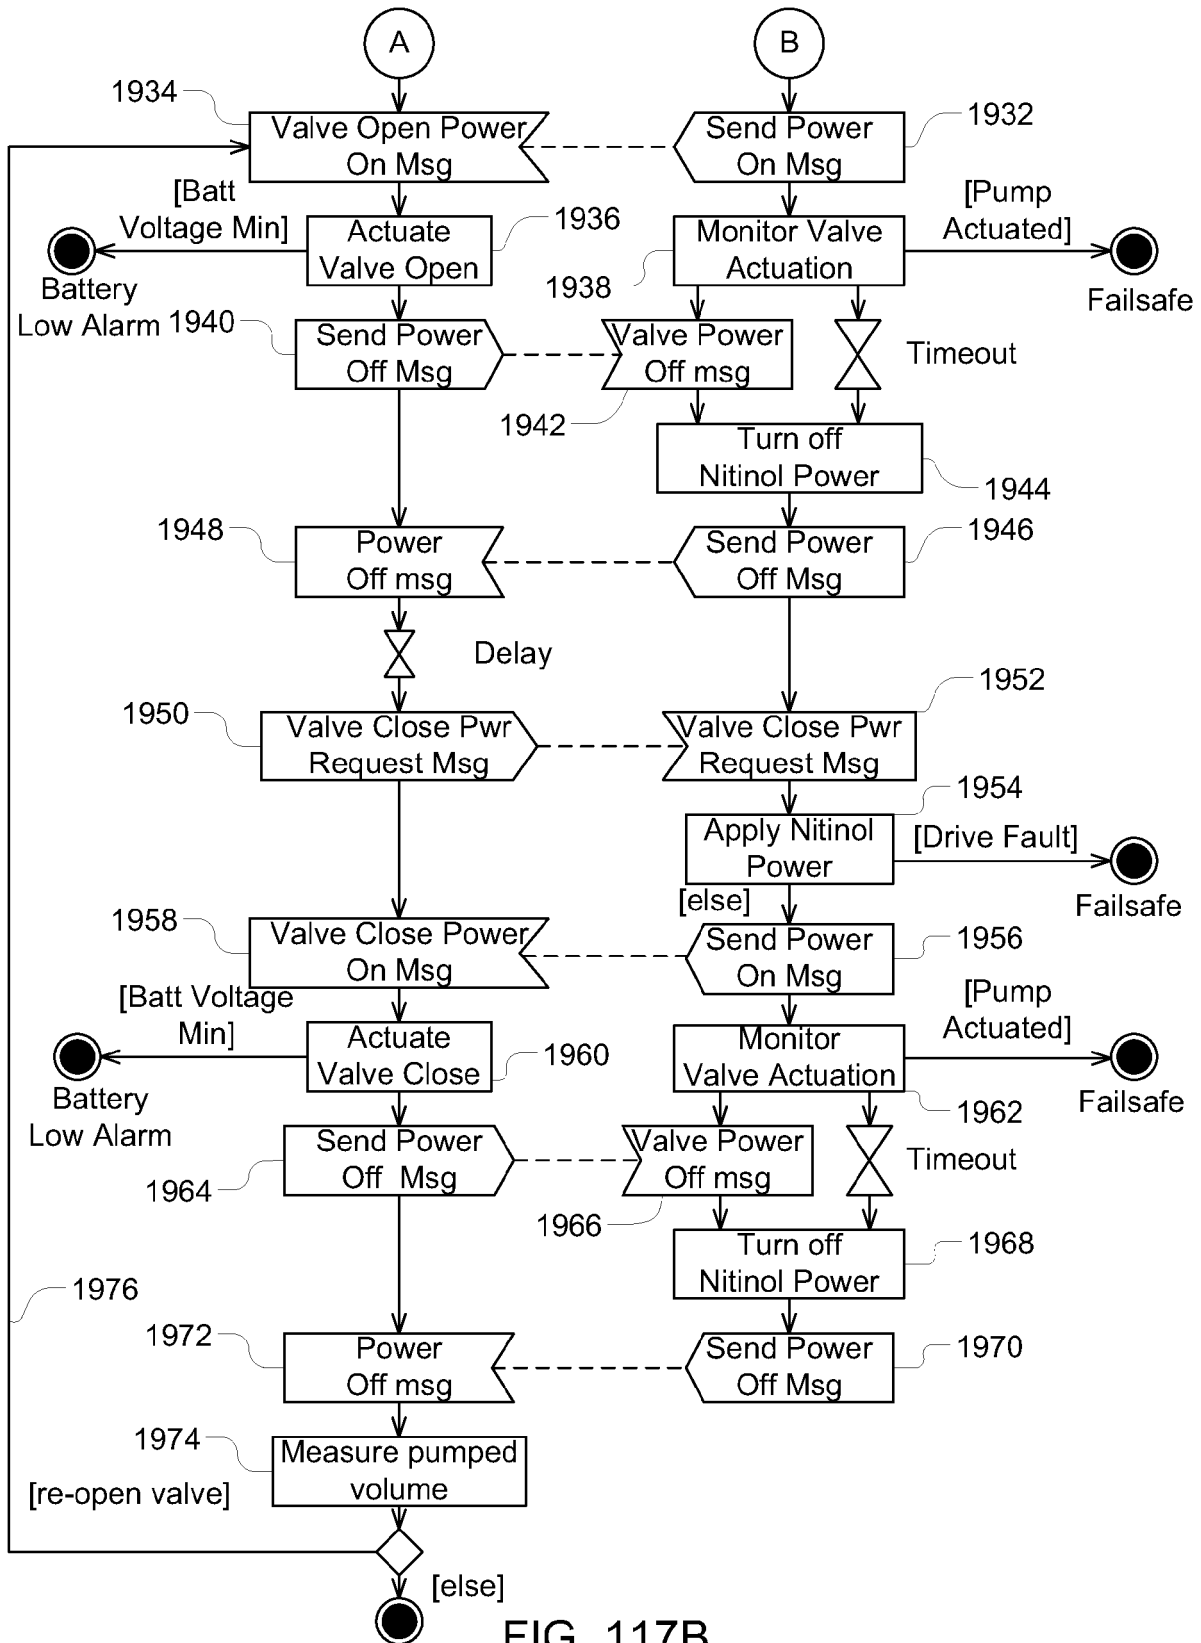 A
B
1934
Valve Open Power
On Msg
Send Power
On Msg
1932
[Batt
Voltage Min]
Actuate
Valve Open
1936
Monitor Valve
Actuation
1938
[Pump
Actuated]
Battery
Low Alarm
Failsafe
1940
Send Power
Off Msg
Valve Power
Off msg
Timeout
1942
Turn off
Nitinol Power
1944
1948
Power
Off msg
Send Power
Off Msg
1946
Delay
1950
Valve Close Pwr
Request Msg
Valve Close Pwr
Request Msg
1952
1954
Apply Nitinol
Power
[Drive Fault]
[else]
Failsafe
1958
Valve Close Power
On Msg
Send Power
On Msg
1956
[Batt Voltage
Min]
Actuate
Valve Close
1960
Monitor
Valve Actuation
[Pump
Actuated]
1962
Battery
Low Alarm
Failsafe
Send Power
Off Msg
1964
Valve Power
Off msg
Timeout
1966
Turn off
Nitinol Power
1968
1976
1972
Power
Off msg
Send Power
Off Msg
1970
1974
Measure pumped
volume
[re-open valve]
[else]
FIG. 117B